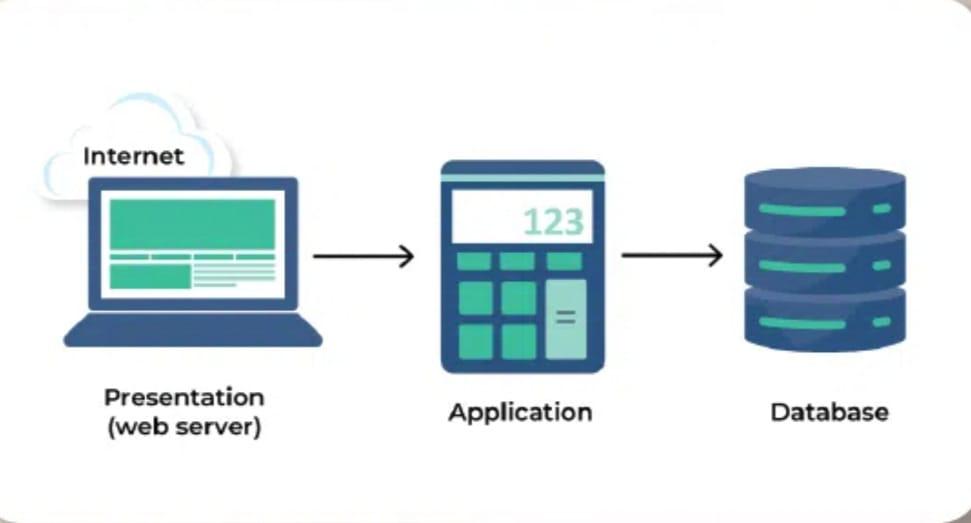 Internet
123
=
Presentation
(web server)
Application
Database